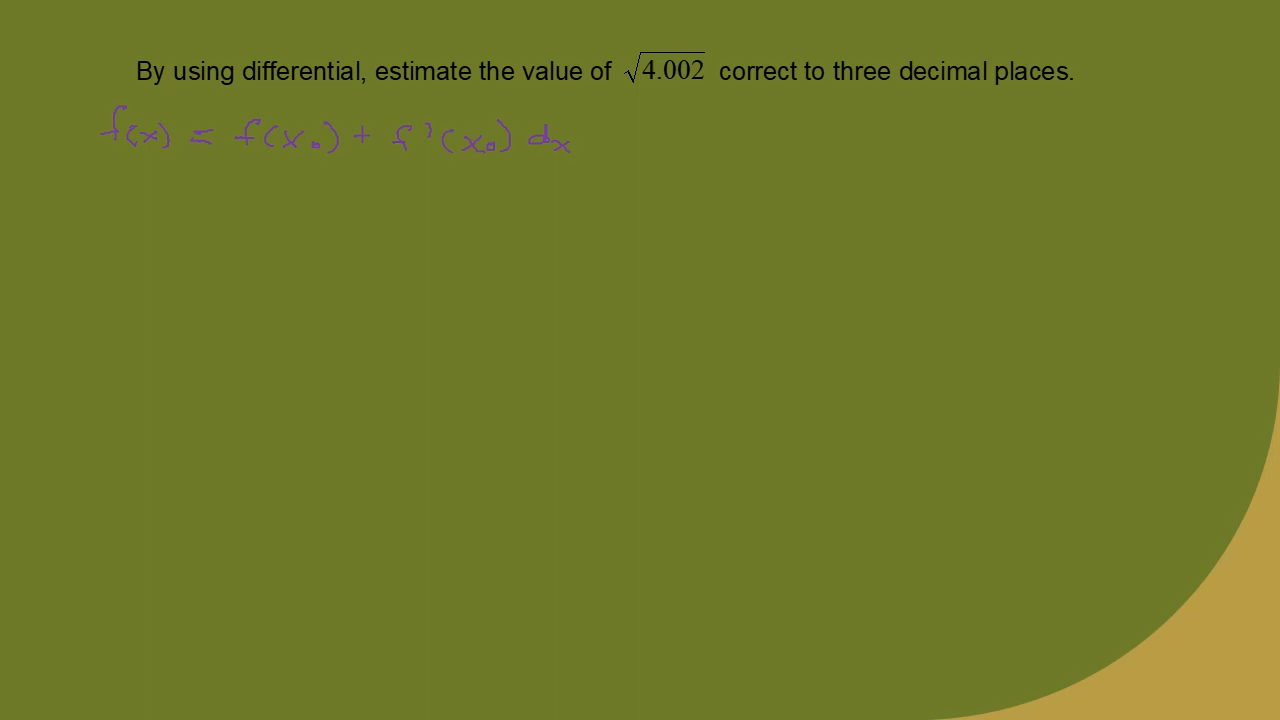 By using differential, estimate the value of √4.002 correct to three decimal places.
f(x) = f(x₀) + f'(x₀) dx